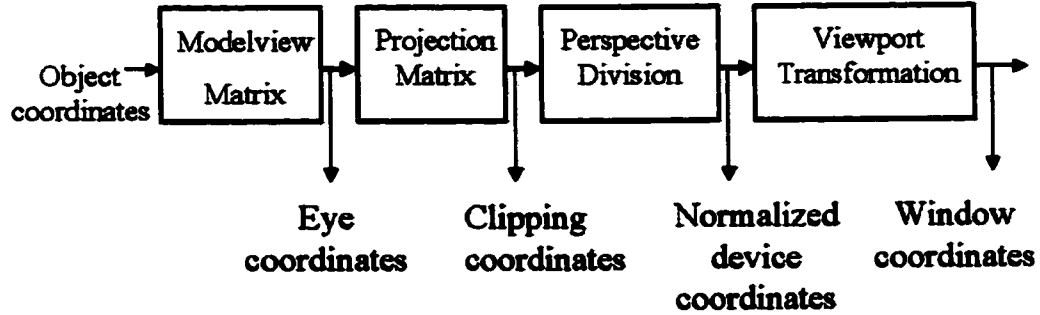 Object
coordinates
Modelview
Matrix
Projection
Matrix
Perspective
Division
Viewport
Transformation
Eye
coordinates
Clipping
coordinates
Normalized
device
coordinates
Window
coordinates